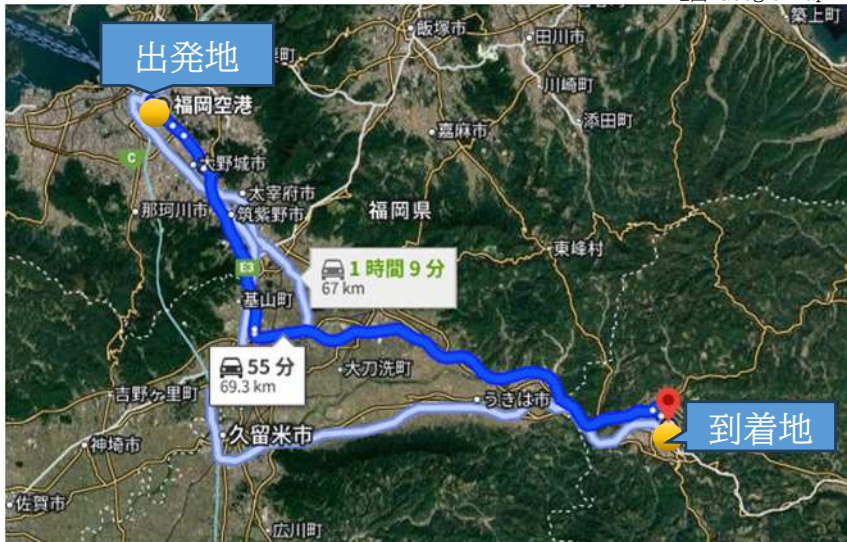 飯塚市
築上町
田川市
出発地
川崎町
福岡空港
添田町
嘉麻市
C
大野城市
太宰府市
那珂川市
筑紫野市
福岡県
東峰村
1 時間 9 分
67 km
E3
基山町
55 分
69.3 km
大刀洗町
吉野ヶ里町
うきは市
久留米市
到着地
神埼市
佐賀市
広川町